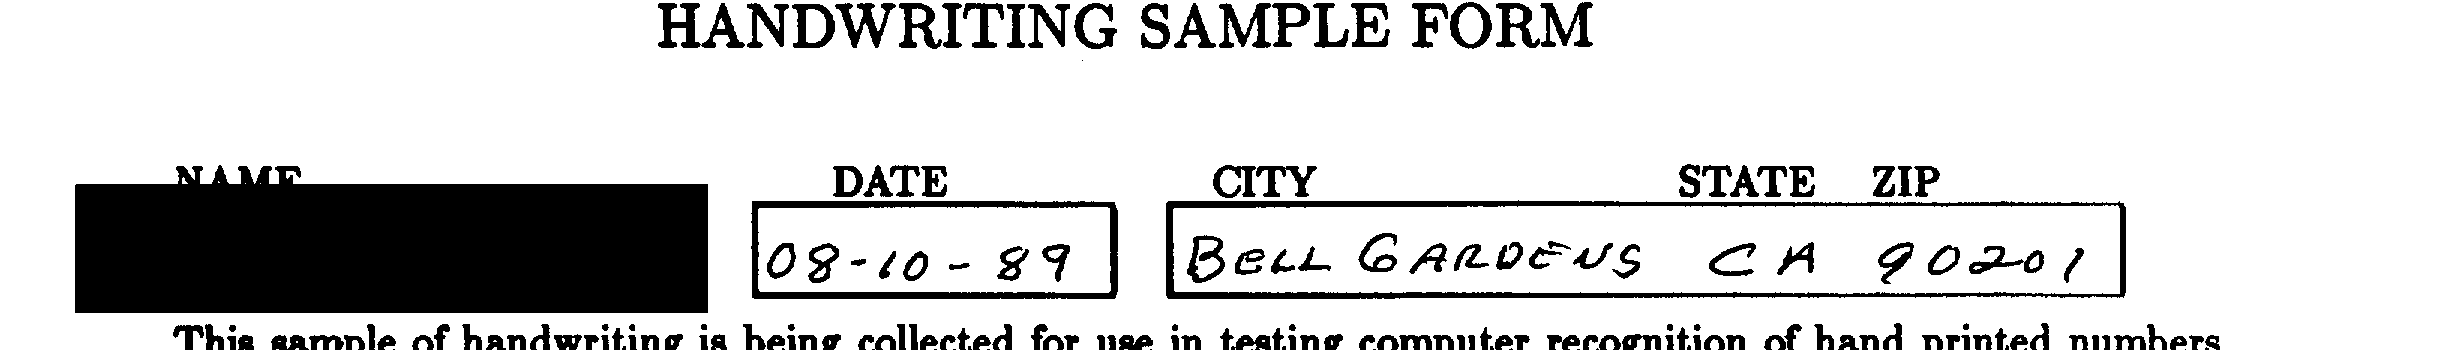 HANDWRITING SAMPLE FORM
NAME DATE CITY STATE ZIP
08-10-89 BELL GARDENS CA 90201
This sample of handwriting is being collected for use in testing computer recognition of hand printed numbers